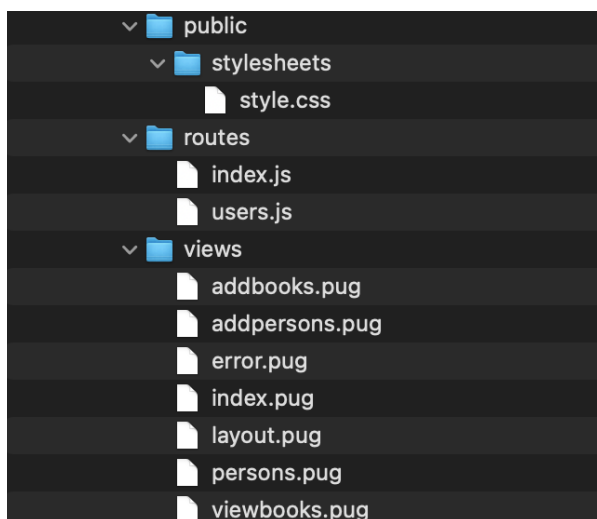 public
stylesheets
style.css
routes
index.js
users.js
views
addbooks.pug
addpersons.pug
error.pug
index.pug
layout.pug
persons.pug
viewbooks.pug